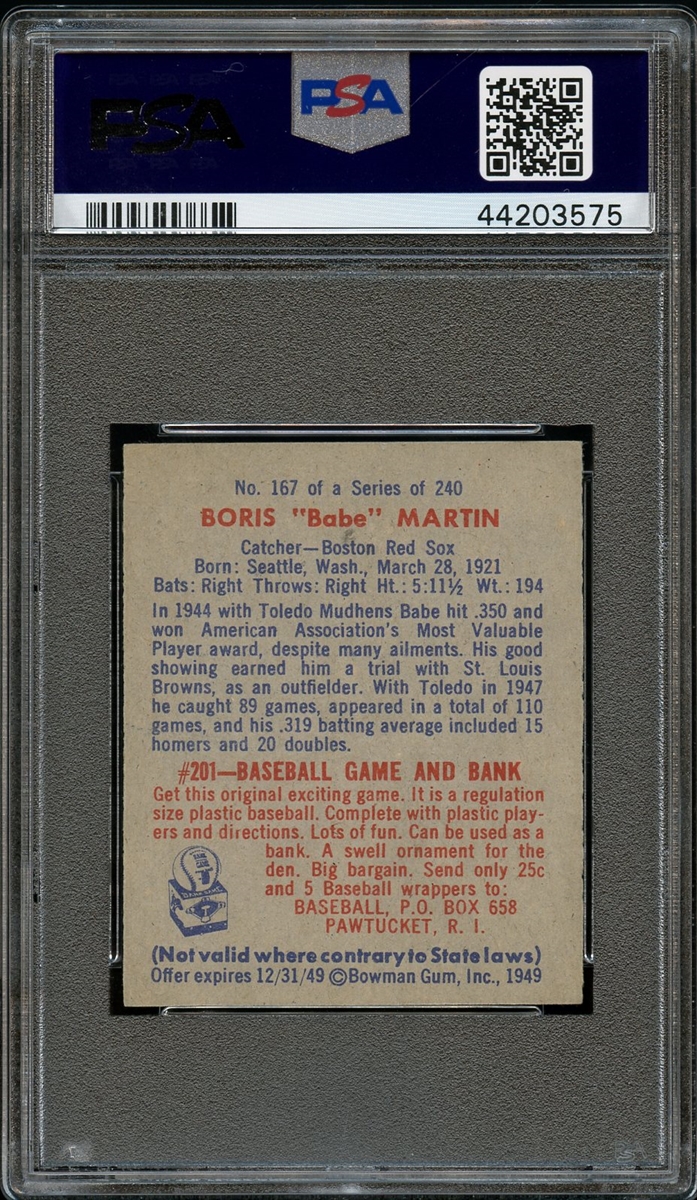 PSA
PSA
44203575
No. 167 of a Series of 240
BORIS "Babe" MARTIN
Catcher—Boston Red Sox
Born: Seattle, Wash., March 28, 1921
Bats: Right Throws: Right Ht.: 5:11½ Wt.: 194
In 1944 with Toledo Mudhens Babe hit .350 and
won American Association's Most Valuable
Player award, despite many ailments. His good
showing earned him a trial with St. Louis
Browns, as an outfielder. With Toledo in 1947
he caught 89 games, appeared in a total of 110
games, and his .319 batting average included 15
homers and 20 doubles.
#201—BASEBALL GAME AND BANK
Get this original exciting game. It is a regulation
size plastic baseball. Complete with plastic play-
ers and directions. Lots of fun. Can be used as a
bank. A swell ornament for the
den. Big bargain. Send only 25c
and 5 Baseball wrappers to:
BASEBALL, P.O. BOX 658
PAWTUCKET, R. I.
(Not valid where contrary to State laws)
Offer expires 12/31/49 ©Bowman Gum, Inc., 1949